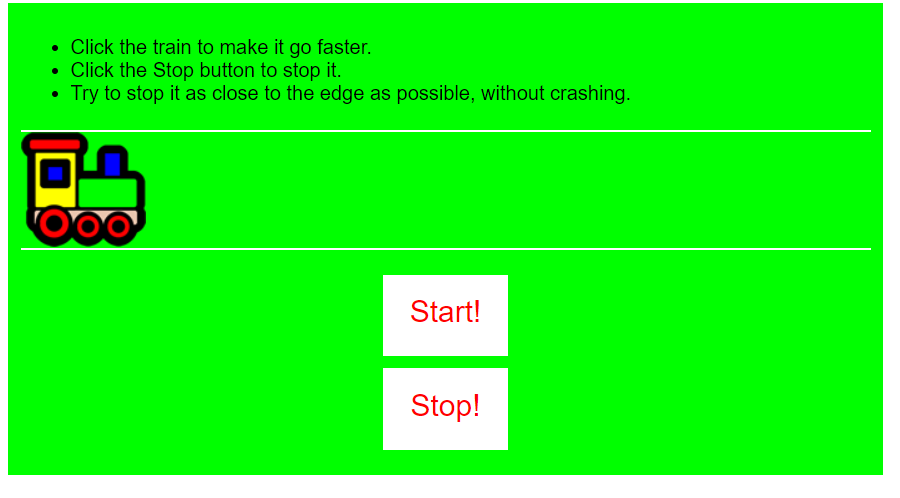 Click the train to make it go faster.
Click the Stop button to stop it.
Try to stop it as close to the edge as possible, without crashing.
Start!
Stop!